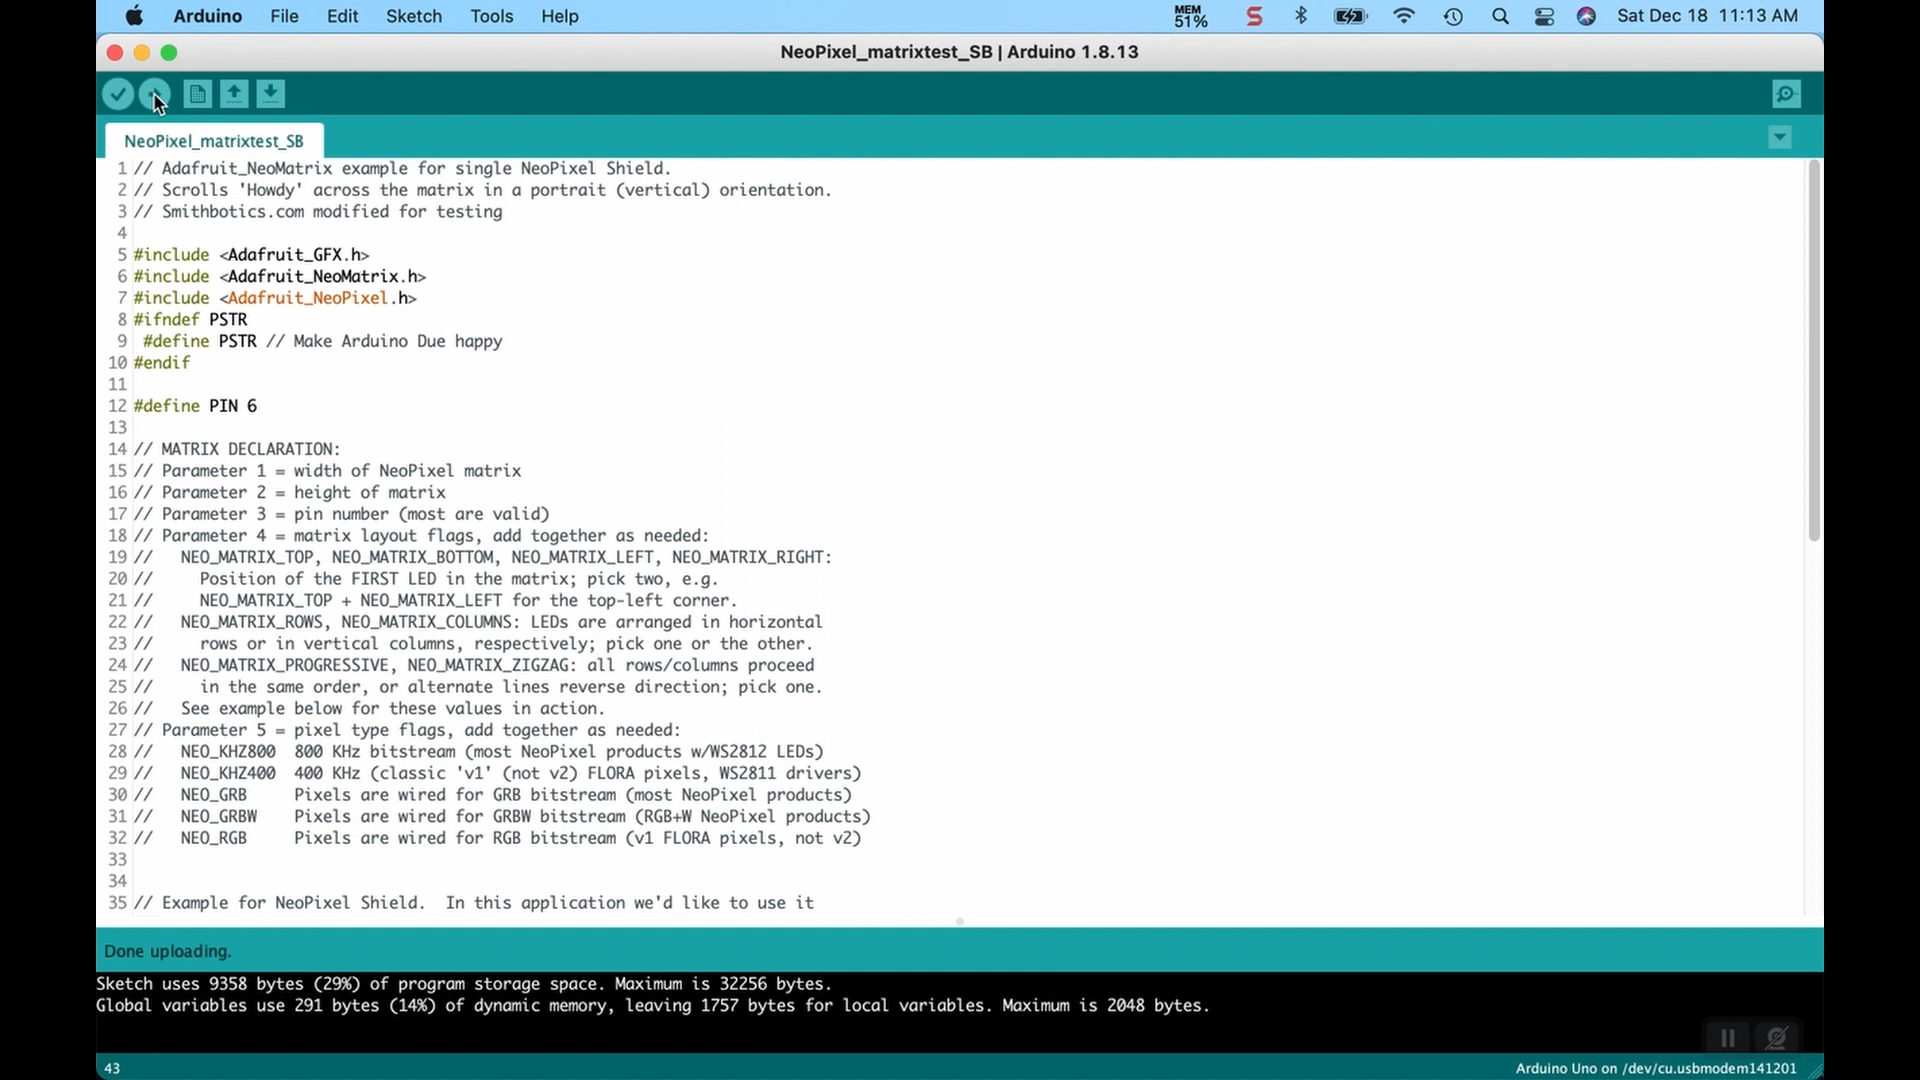 Arduino File Edit Sketch Tools Help MEM 51% Sat Dec 18 11:13 AM
NeoPixel_matrixtest_SB | Arduino 1.8.13
NeoPixel_matrixtest_SB
1 // Adafruit_NeoMatrix example for single NeoPixel Shield.
2 // Scrolls 'Howdy' across the matrix in a portrait (vertical) orientation.
3 // Smithbotics.com modified for testing
4
5 #include <Adafruit_GFX.h>
6 #include <Adafruit_NeoMatrix.h>
7 #include <Adafruit_NeoPixel.h>
8 #ifndef PSTR
9  #define PSTR // Make Arduino Due happy
10 #endif
11
12 #define PIN 6
13
14 // MATRIX DECLARATION:
15 // Parameter 1 = width of NeoPixel matrix
16 // Parameter 2 = height of matrix
17 // Parameter 3 = pin number (most are valid)
18 // Parameter 4 = matrix layout flags, add together as needed:
19 //   NEO_MATRIX_TOP, NEO_MATRIX_BOTTOM, NEO_MATRIX_LEFT, NEO_MATRIX_RIGHT:
20 //     Position of the FIRST LED in the matrix; pick two, e.g.
21 //     NEO_MATRIX_TOP + NEO_MATRIX_LEFT for the top-left corner.
22 //   NEO_MATRIX_ROWS, NEO_MATRIX_COLUMNS: LEDs are arranged in horizontal
23 //     rows or in vertical columns, respectively; pick one or the other.
24 //   NEO_MATRIX_PROGRESSIVE, NEO_MATRIX_ZIGZAG: all rows/columns proceed
25 //     in the same order, or alternate lines reverse direction; pick one.
26 //   See example below for these values in action.
27 // Parameter 5 = pixel type flags, add together as needed:
28 //   NEO_KHZ800  800 KHz bitstream (most NeoPixel products w/WS2812 LEDs)
29 //   NEO_KHZ400  400 KHz (classic 'v1' (not v2) FLORA pixels, WS2811 drivers)
30 //   NEO_GRB     Pixels are wired for GRB bitstream (most NeoPixel products)
31 //   NEO_GRBW    Pixels are wired for GRBW bitstream (RGB+W NeoPixel products)
32 //   NEO_RGB     Pixels are wired for RGB bitstream (v1 FLORA pixels, not v2)
33
34
35 // Example for NeoPixel Shield.  In this application we'd like to use it
Done uploading.
Sketch uses 9358 bytes (29%) of program storage space. Maximum is 32256 bytes.
Global variables use 291 bytes (14%) of dynamic memory, leaving 1757 bytes for local variables. Maximum is 2048 bytes.
43 Arduino Uno on /dev/cu.usbmodem141201